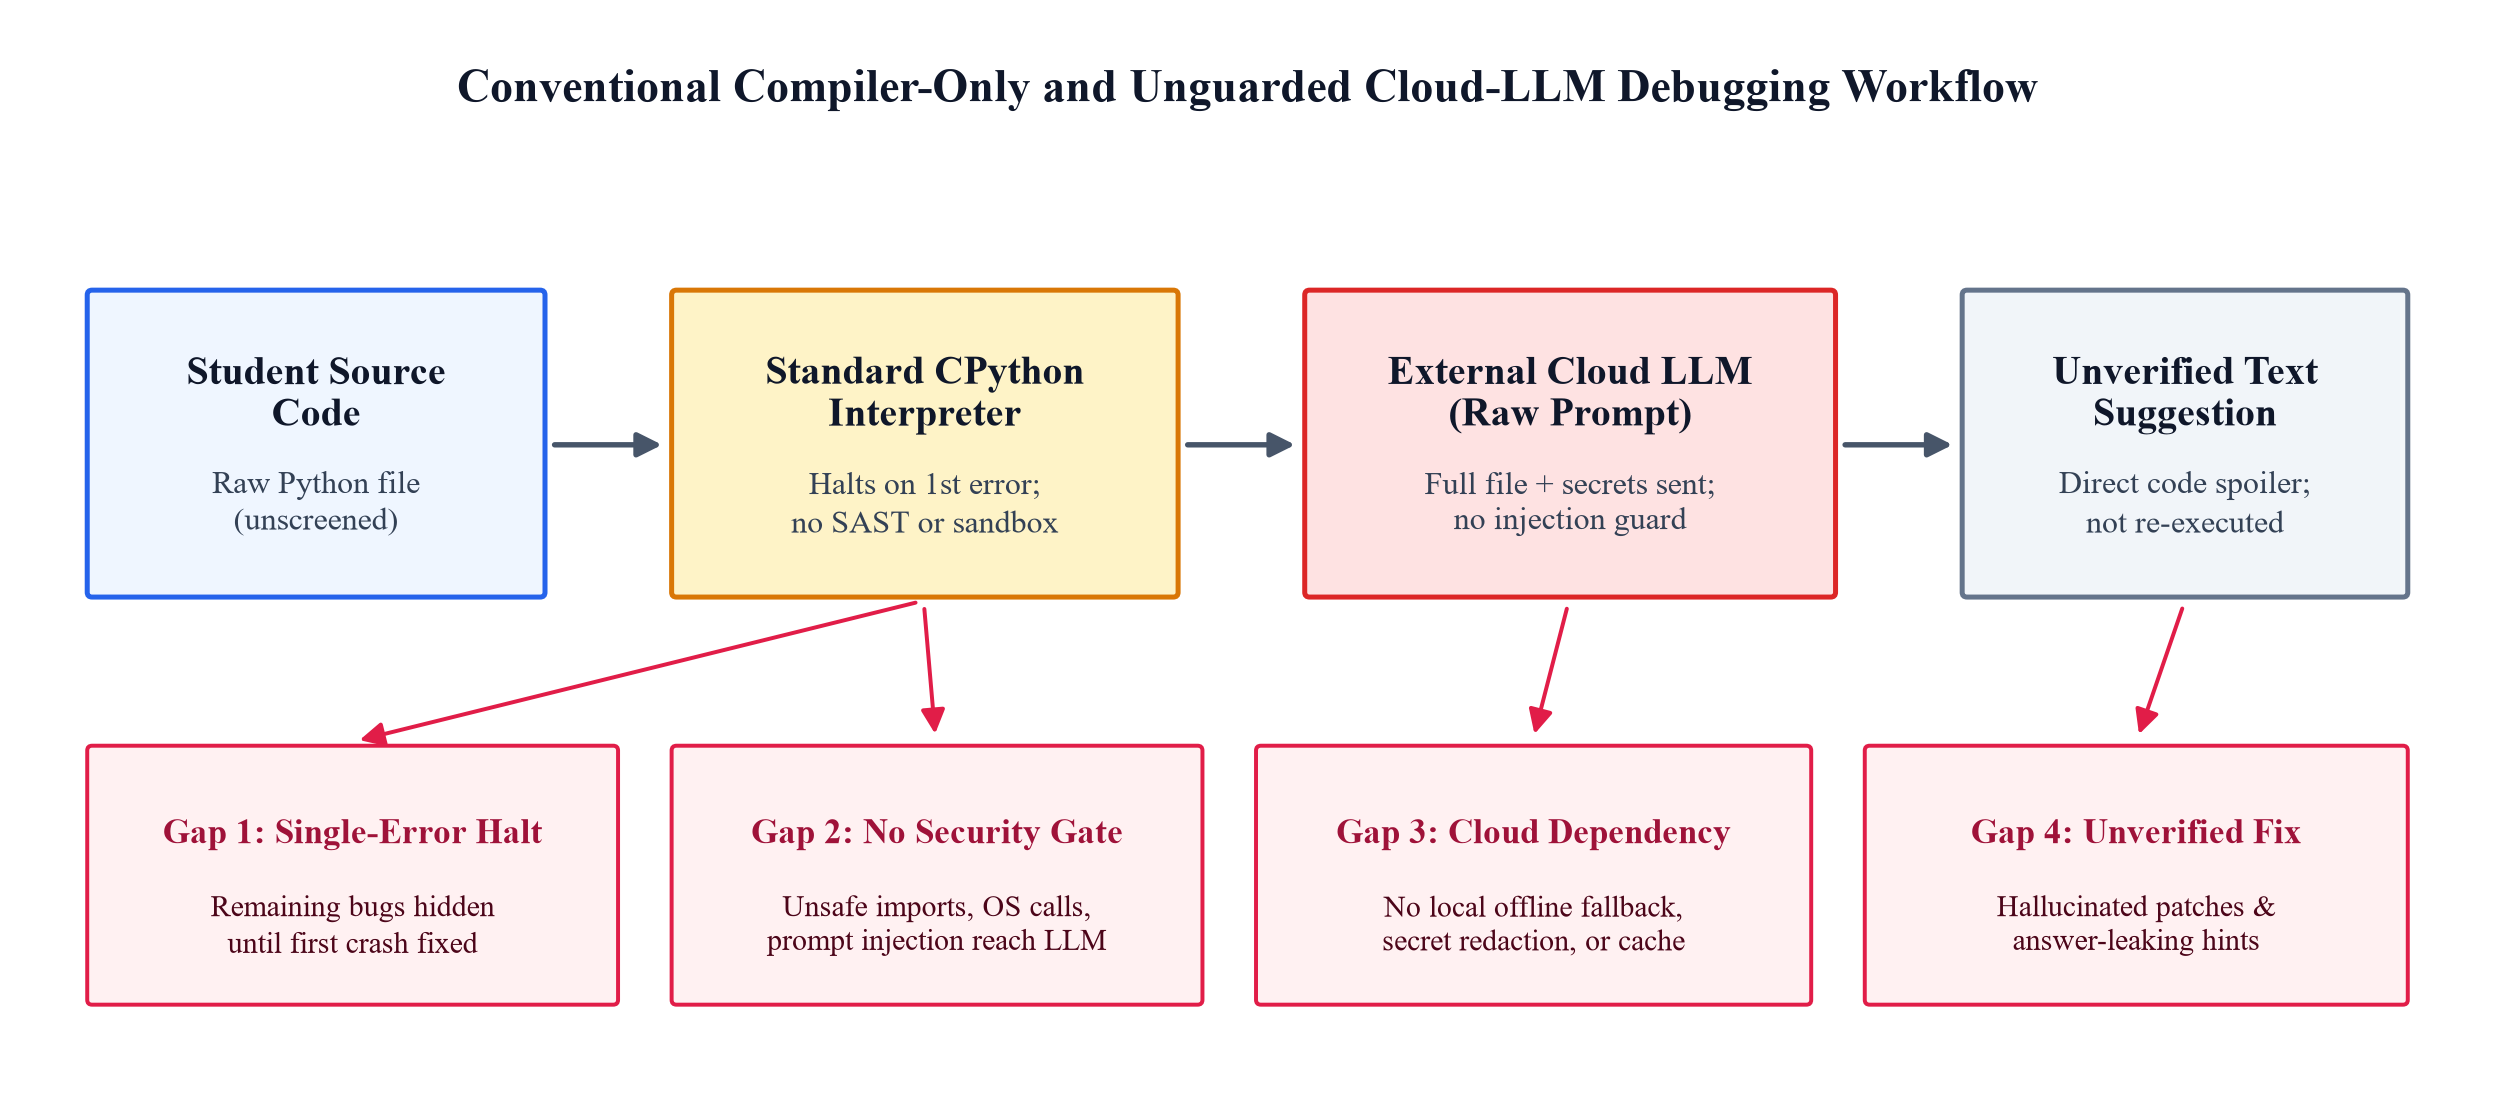 Conventional Compiler-Only and Unguarded Cloud-LLM Debugging Workflow
Student Source
Code
Raw Python file
(unscreened)
Standard CPython
Interpreter
Halts on 1st error;
no SAST or sandbox
External Cloud LLM
(Raw Prompt)
Full file + secrets sent;
no injection guard
Unverified Text
Suggestion
Direct code spoiler;
not re-executed
Gap 1: Single-Error Halt
Remaining bugs hidden
until first crash fixed
Gap 2: No Security Gate
Unsafe imports, OS calls,
prompt injection reach LLM
Gap 3: Cloud Dependency
No local offline fallback,
secret redaction, or cache
Gap 4: Unverified Fix
Hallucinated patches &
answer-leaking hints